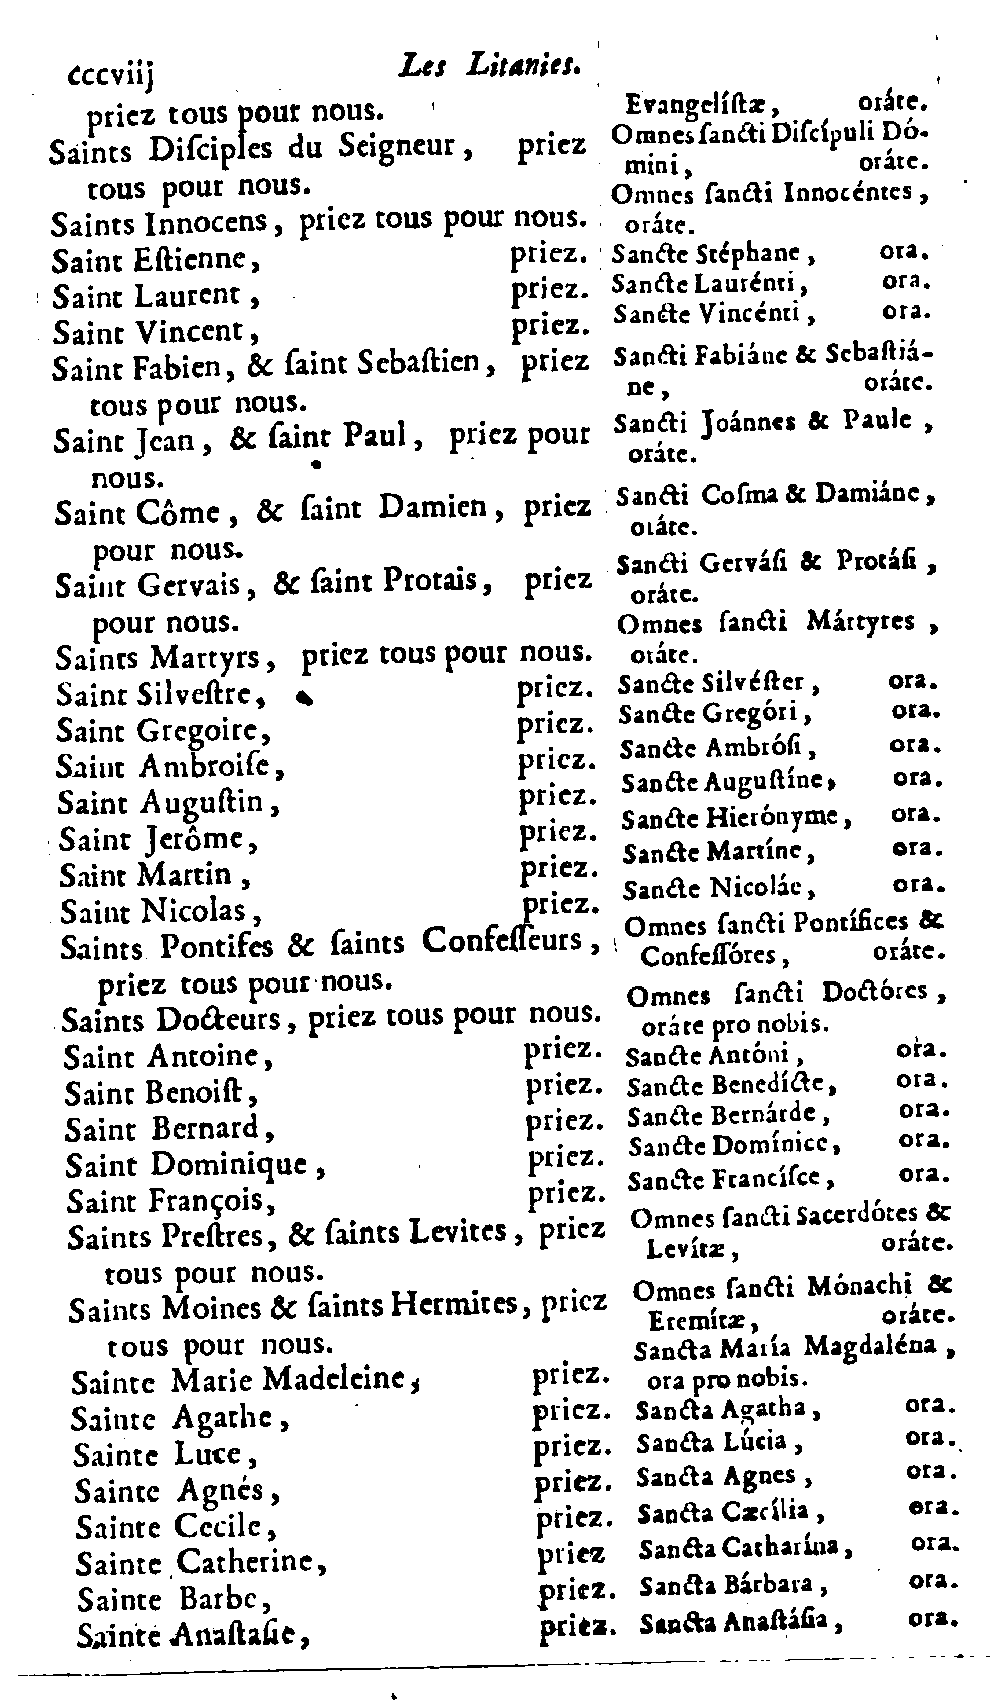 cccviij
Les Litanies.
priez tous pour nous.
Saints Diſciples du Seigneur, priez
tous pour nous.
Saints Innocens, priez tous pour nous.
Saint Eſtienne, priez.
Saint Laurent, priez.
Saint Vincent, priez.
Saint Fabien, & ſaint Sebaſtien, priez
tous pour nous.
Saint Jean, & ſaint Paul, priez pour
nous.
Saint Côme, & ſaint Damien, priez
pour nous.
Saint Gervais, & ſaint Protais, priez
pour nous.
Saints Martyrs, priez tous pour nous.
Saint Silveſtre, priez.
Saint Gregoire, priez.
Saint Ambroiſe, priez.
Saint Auguſtin, priez.
Saint Jerôme, priez.
Saint Martin, priez.
Saint Nicolas, priez.
Saints Pontifes & ſaints Confeſſeurs,
priez tous pour nous.
Saints Docteurs, priez tous pour nous.
Saint Antoine, priez.
Saint Benoiſt, priez.
Saint Bernard, priez.
Saint Dominique, priez.
Saint François, priez.
Saints Preſtres, & ſaints Levites, priez
tous pour nous.
Saints Moines & ſaints Hermites, priez
tous pour nous.
Sainte Marie Madeleine, priez.
Sainte Agathe, priez.
Sainte Luce, priez.
Sainte Agnés, priez.
Sainte Cecile, priez.
Sainte Catherine, priez
Sainte Barbe, priez.
Sainte Anaſtaſie, priez.
Evangelíſtæ, oráte.
Omnes ſancti Diſcípuli Dó-
mini, oráte.
Omnes ſancti Innocéntes,
oráte.
Sancte Stéphane, ora.
Sancte Laurénti, ora.
Sancte Vincénti, ora.
Sancti Fabiáne & Sebaſtiá-
ne, oráte.
Sancti Joánnes & Paule,
oráte.
Sancti Coſma & Damiáne,
oráte.
Sancti Gerváſi & Protáſi,
oráte.
Omnes ſancti Mártyres,
oráte.
Sancte Silvéſter, ora.
Sancte Gregóri, ora.
Sancte Ambróſi, ora.
Sancte Auguſtíne, ora.
Sancte Hierónyme, ora.
Sancte Martíne, ora.
Sancte Nicoláe, ora.
Omnes ſancti Pontífices &
Confeſſóres, oráte.
Omnes ſancti Doctóres,
oráte pro nobis.
Sancte Antóni, ora.
Sancte Benedícte, ora.
Sancte Bernárde, ora.
Sancte Domínice, ora.
Sancte Francíſce, ora.
Omnes ſancti Sacerdótes &
Levítæ, oráte.
Omnes ſancti Mónachi &
Eremítæ, oráte.
Sancta María Magdaléna,
ora pro nobis.
Sancta Agatha, ora.
Sancta Lúcia, ora.
Sancta Agnes, ora.
Sancta Cæcília, ora.
Sancta Catharína, ora.
Sancta Bárbara, ora.
Sancta Anaſtáſia, ora.